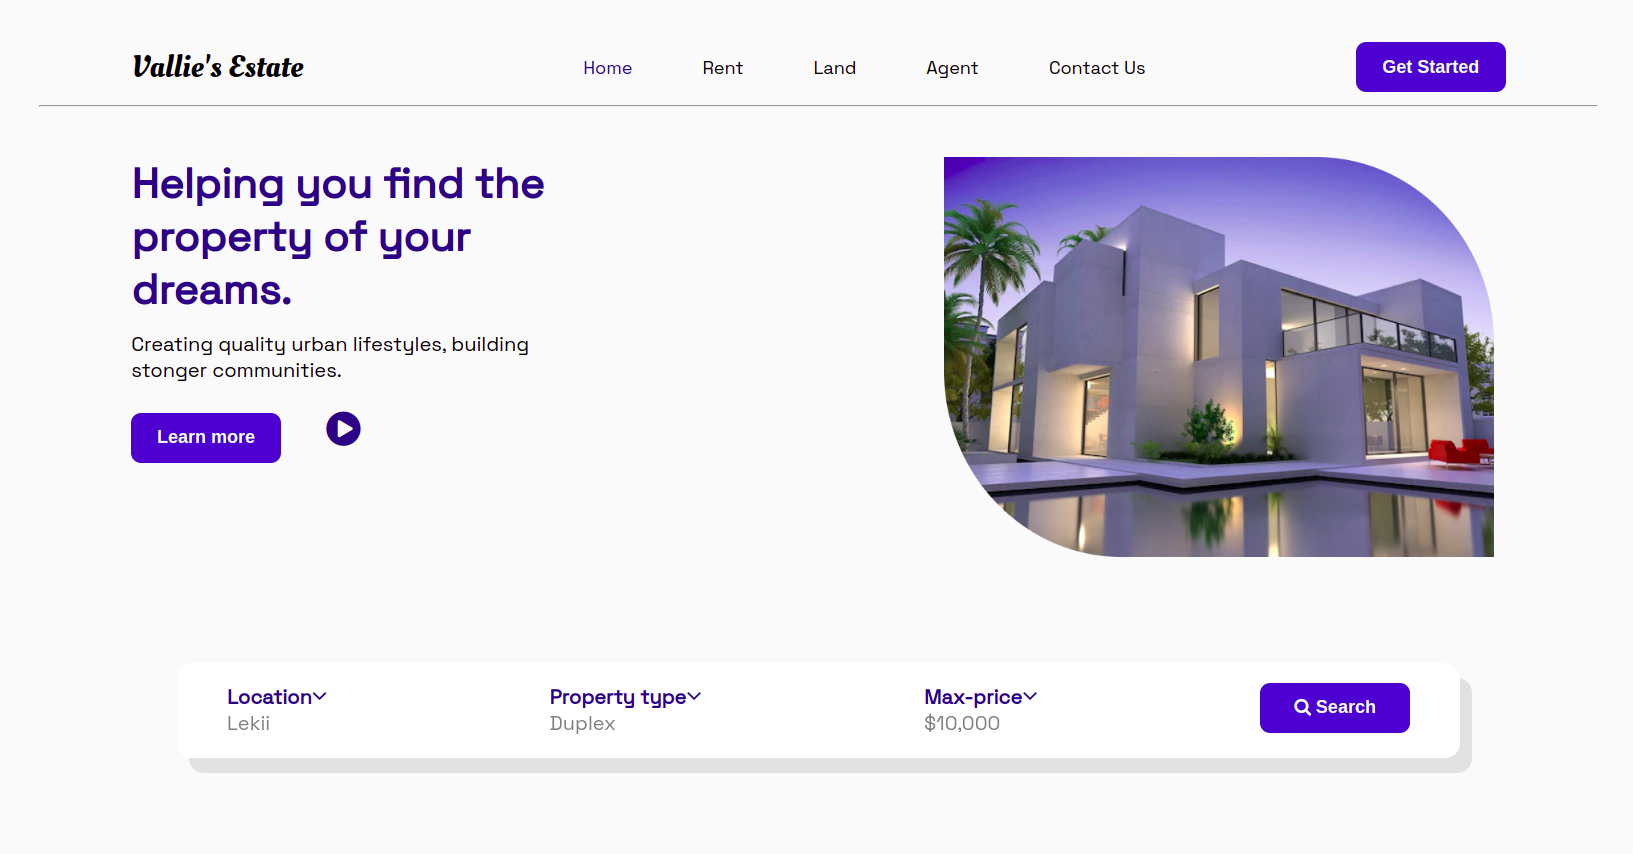 Vallie's Estate
Home Rent Land Agent Contact Us
Get Started
Helping you find the
property of your
dreams.
Creating quality urban lifestyles, building
stonger communities.
Learn more
Location Property type Max-price
Lekii Duplex $10,000
Search